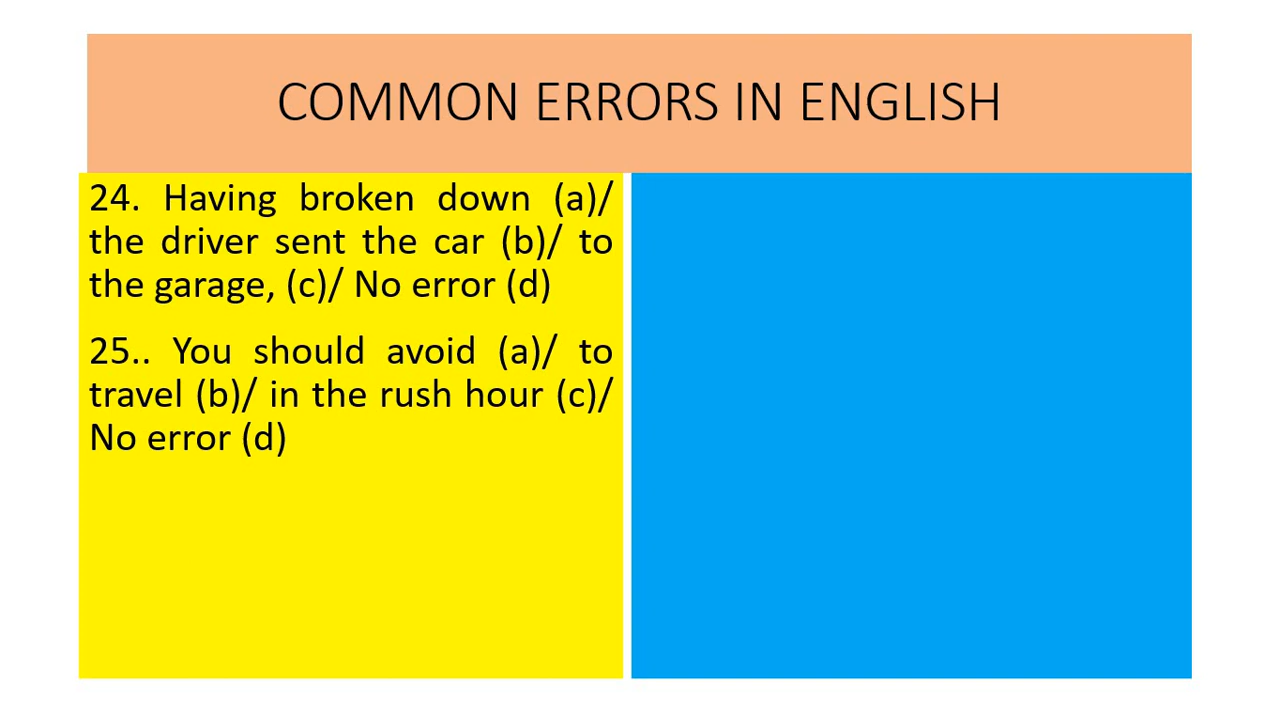 COMMON ERRORS IN ENGLISH
24. Having broken down (a)/
the driver sent the car (b)/ to
the garage, (c)/ No error (d)
25.. You should avoid (a)/ to
travel (b)/ in the rush hour (c)/
No error (d)